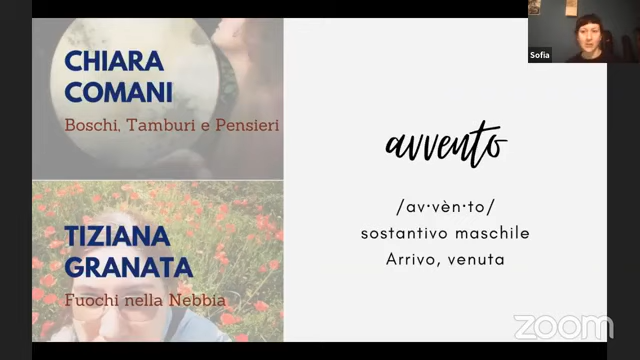 CHIARA
COMANI
Boschi, Tamburi e Pensieri
TIZIANA
GRANATA
Fuochi nella Nebbia
avvento
/av·vèn·to/
sostantivo maschile
Arrivo, venuta
Sofia
zoom